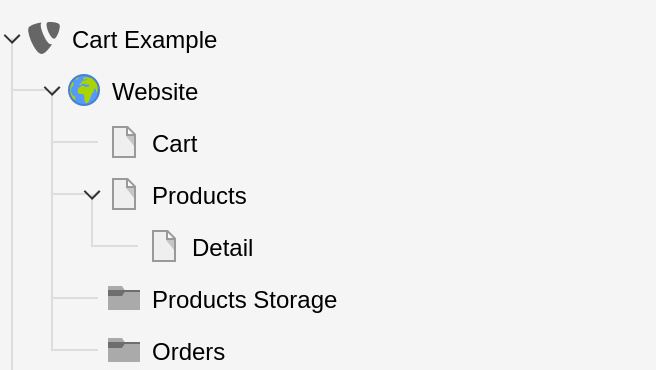 Cart Example
Website
Cart
Products
Detail
Products Storage
Orders